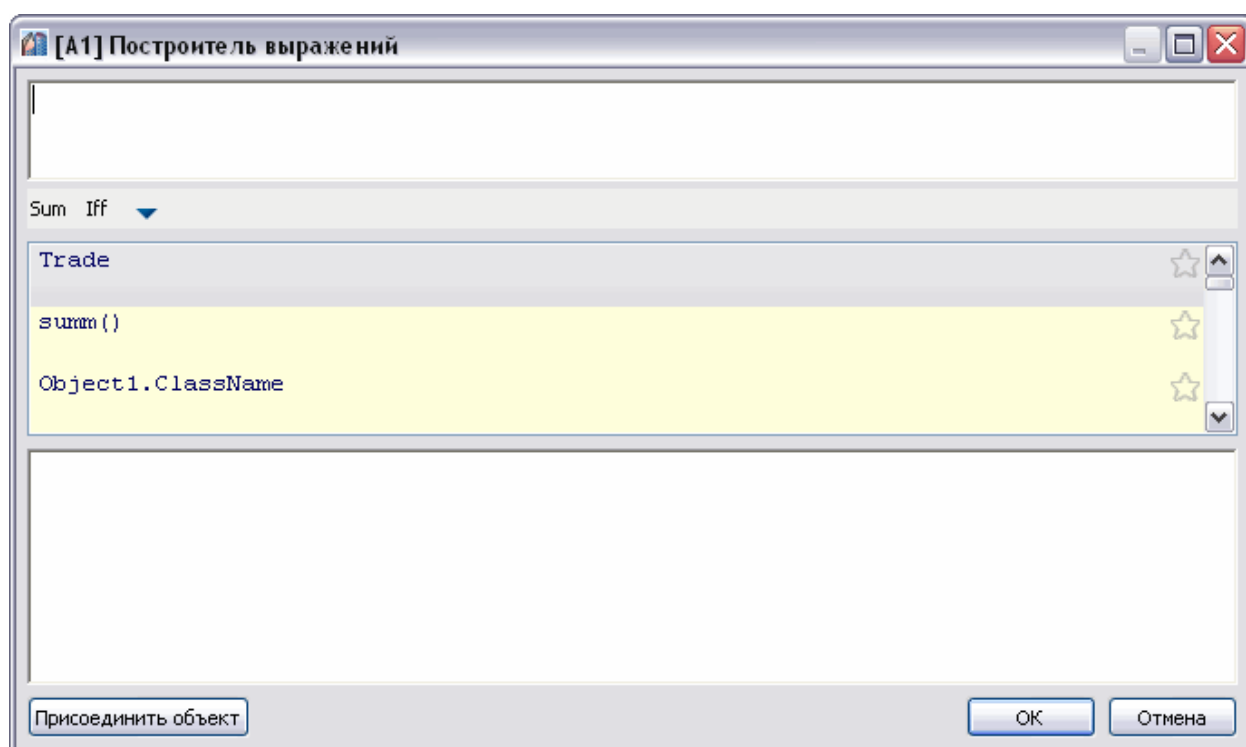 [A1] Построитель выражений
Sum Iff
Trade
summ()
Object1.ClassName
Присоединить объект OK Отмена